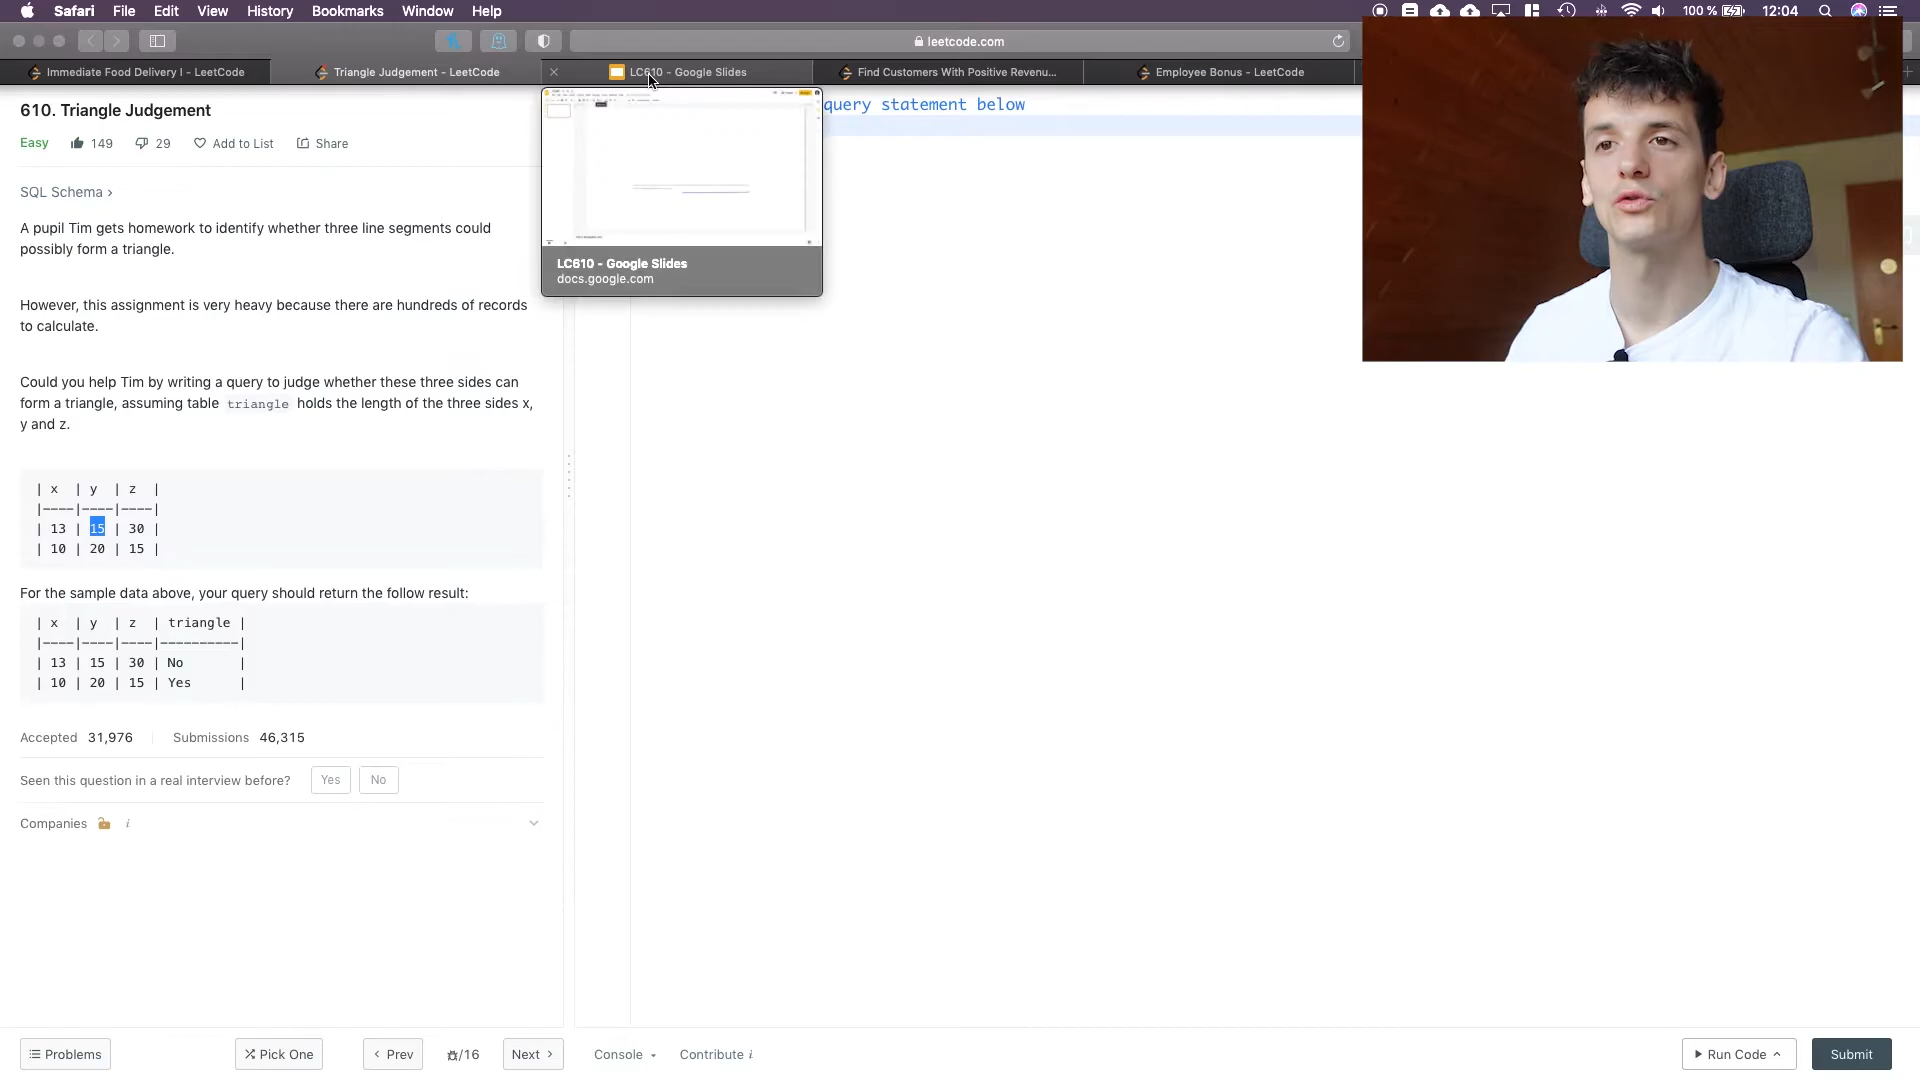 Safari File Edit View History Bookmarks Window Help 100 % 12:04
leetcode.com
Immediate Food Delivery I - LeetCode Triangle Judgement - LeetCode LC610 - Google Slides Find Customers With Positive Revenu... Employee Bonus - LeetCode
610. Triangle Judgement
Easy 149 29 Add to List Share
SQL Schema ›
A pupil Tim gets homework to identify whether three line segments could
possibly form a triangle.
However, this assignment is very heavy because there are hundreds of records
to calculate.
Could you help Tim by writing a query to judge whether these three sides can
form a triangle, assuming table triangle holds the length of the three sides x,
y and z.
| x | y | z |
|----|----|----|
| 13 | 15 | 30 |
| 10 | 20 | 15 |
For the sample data above, your query should return the follow result:
| x | y | z | triangle |
|----|----|----|----------|
| 13 | 15 | 30 | No |
| 10 | 20 | 15 | Yes |
Accepted 31,976 Submissions 46,315
Seen this question in a real interview before? Yes No
Companies i
LC610 - Google Slides
docs.google.com
query statement below
Problems Pick One ‹ Prev /16 Next › Console Contribute i Run Code Submit